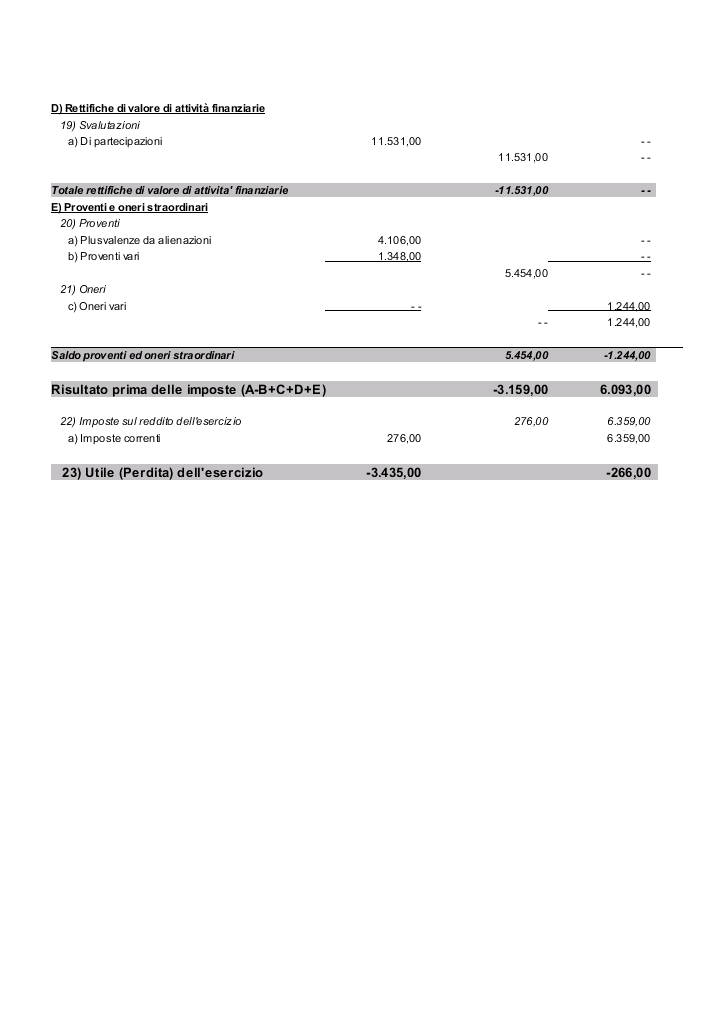 D) Rettifiche di valore di attività finanziarie
19) Svalutazioni
a) Di partecipazioni 11.531,00 - -
11.531,00 - -
Totale rettifiche di valore di attivita' finanziarie -11.531,00 - -
E) Proventi e oneri straordinari
20) Proventi
a) Plusvalenze da alienazioni 4.106,00 - -
b) Proventi vari 1.348,00 - -
5.454,00 - -
21) Oneri
c) Oneri vari - - 1.244,00
- - 1.244,00
Saldo proventi ed oneri straordinari 5.454,00 -1.244,00
Risultato prima delle imposte (A-B+C+D+E) -3.159,00 6.093,00
22) Imposte sul reddito dell'esercizio 276,00 6.359,00
a) Imposte correnti 276,00 6.359,00
23) Utile (Perdita) dell'esercizio -3.435,00 -266,00